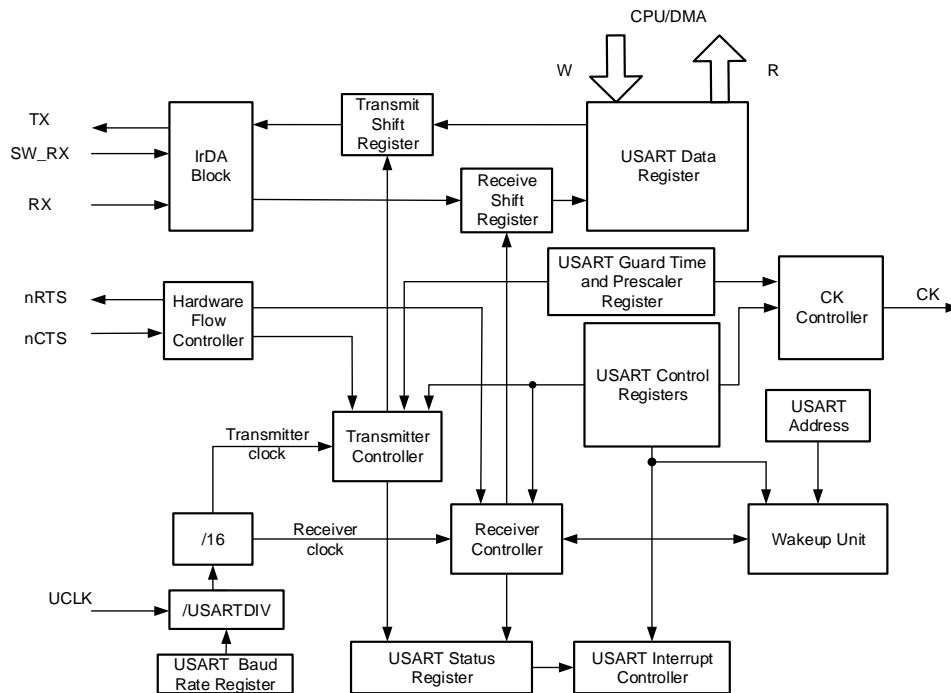 CPU/DMA
W
R
TX
SW_RX
RX
IrDA
Block
Transmit
Shift
Register
Receive
Shift
Register
USART Data
Register
nRTS
nCTS
Hardware
Flow
Controller
USART Guard Time
and Prescaler
Register
CK
Controller
CK
USART Control
Registers
USART
Address
Transmitter
clock
Transmitter
Controller
/16
Receiver
clock
Receiver
Controller
Wakeup Unit
UCLK
/USARTDIV
USART Baud
Rate Register
USART Status
Register
USART Interrupt
Controller